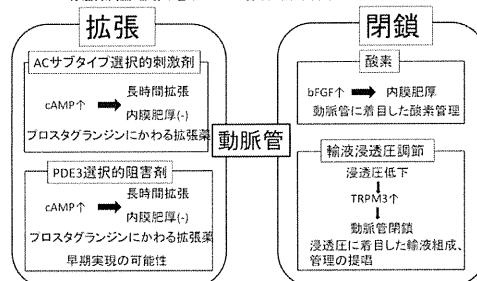 拡張
ACサブタイプ選択的刺激剤
cAMP↑ ➡ 長時間拡張
内膜肥厚(-)
プロスタグランジンにかわる拡張薬
PDE3選択的阻害剤
cAMP↑ ➡ 長時間拡張
内膜肥厚(-)
プロスタグランジンにかわる拡張薬
早期実現の可能性
動脈管
閉鎖
酸素
bFGF↑ ➡ 内膜肥厚
動脈管に着目した酸素管理
輸液浸透圧調節
浸透圧低下
↓
TRPM3↑
↓
動脈管閉鎖
浸透圧に着目した輸液組成、
管理の提唱